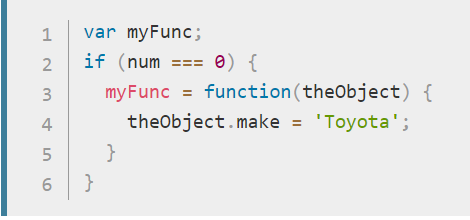 1 var myFunc;
2 if (num === 0) {
3   myFunc = function(theObject) {
4     theObject.make = 'Toyota';
5   }
6 }